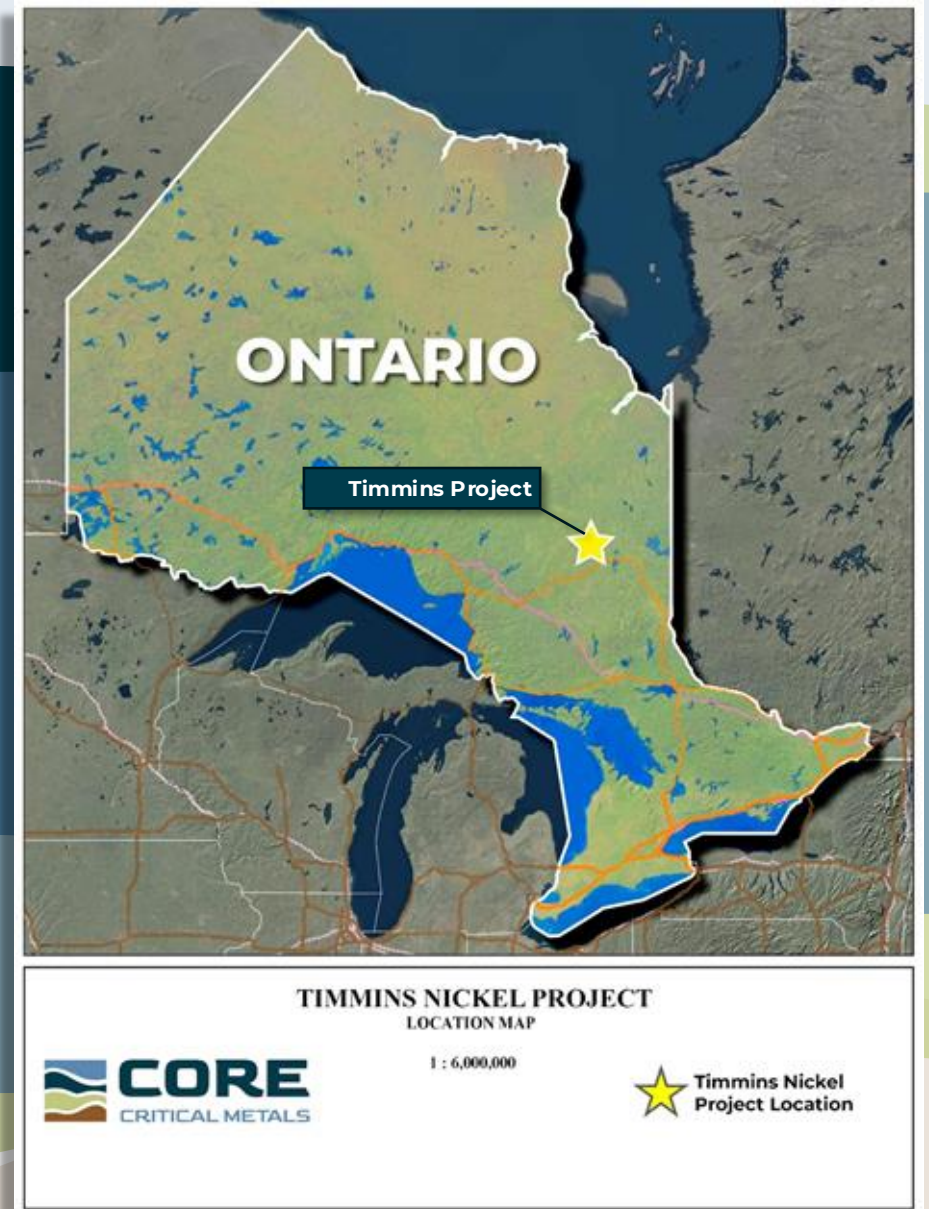 ONTARIO
Timmins Project
TIMMINS NICKEL PROJECT
LOCATION MAP
1 : 6,000,000
CORE
CRITICAL METALS
Timmins Nickel
Project Location